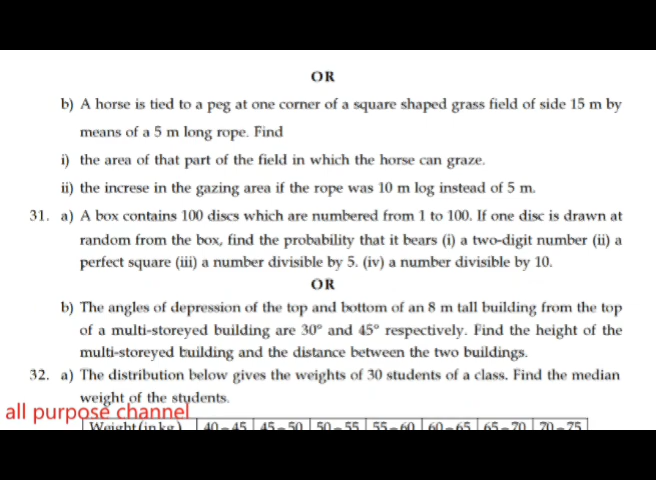 OR
b) A horse is tied to a peg at one corner of a square shaped grass field of side 15 m by
means of a 5 m long rope. Find
i) the area of that part of the field in which the horse can graze.
ii) the increse in the gazing area if the rope was 10 m log instead of 5 m.
31. a) A box contains 100 discs which are numbered from 1 to 100. If one disc is drawn at
random from the box, find the probability that it bears (i) a two-digit number (ii) a
perfect square (iii) a number divisible by 5. (iv) a number divisible by 10.
OR
b) The angles of depression of the top and bottom of an 8 m tall building from the top
of a multi-storeyed building are 30° and 45° respectively. Find the height of the
multi-storeyed building and the distance between the two buildings.
32. a) The distribution below gives the weights of 30 students of a class. Find the median
weight of the students.
all purpose channel
Weight (in kg) 40 – 45 45 – 50 50 – 55 55 – 60 60 – 65 65 – 70 70 – 75